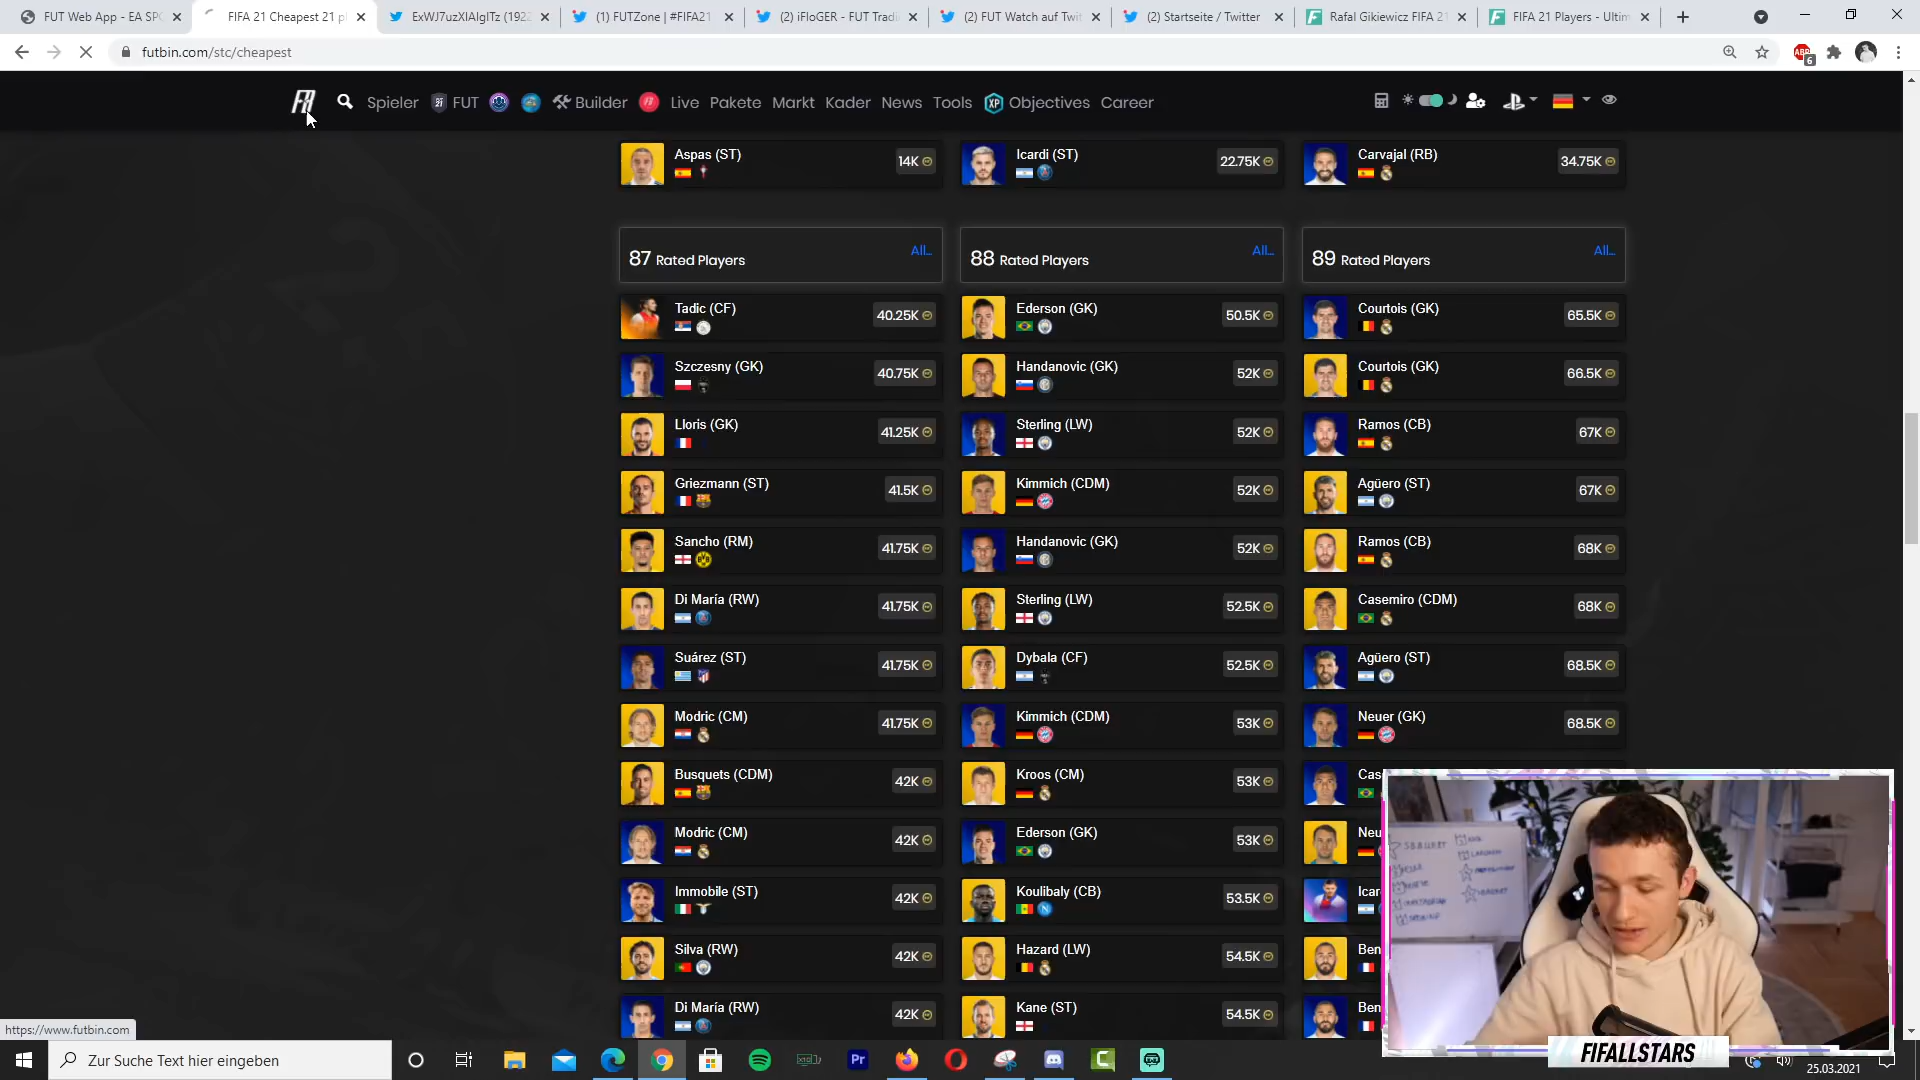 FUT Web App - EA SPO
FIFA 21 Cheapest 21 p
ExWJ7uzXIAIgITz (192
(1) FUTZone | #FIFA21
(2) iFloGER - FUT Tradi
(2) FUT Watch auf Twit
(2) Startseite / Twitter
Rafal Gikiewicz FIFA 21
FIFA 21 Players - Ultim
futbin.com/stc/cheapest
6
Spieler
21 FUT
Builder
Live
Pakete
Markt
Kader
News
Tools
XP Objectives
Career
Aspas (ST) 14K
Icardi (ST) 22.75K
Carvajal (RB) 34.75K
87 Rated Players All...
88 Rated Players All...
89 Rated Players All...
Tadic (CF) 40.25K
Ederson (GK) 50.5K
Courtois (GK) 65.5K
Szczesny (GK) 40.75K
Handanovic (GK) 52K
Courtois (GK) 66.5K
Lloris (GK) 41.25K
Sterling (LW) 52K
Ramos (CB) 67K
Griezmann (ST) 41.5K
Kimmich (CDM) 52K
Agüero (ST) 67K
Sancho (RM) 41.75K
Handanovic (GK) 52K
Ramos (CB) 68K
Di María (RW) 41.75K
Sterling (LW) 52.5K
Casemiro (CDM) 68K
Suárez (ST) 41.75K
Dybala (CF) 52.5K
Agüero (ST) 68.5K
Modric (CM) 41.75K
Kimmich (CDM) 53K
Neuer (GK) 68.5K
Busquets (CDM) 42K
Kroos (CM) 53K
Cas
Modric (CM) 42K
Ederson (GK) 53K
Neu
Immobile (ST) 42K
Koulibaly (CB) 53.5K
Icar
Silva (RW) 42K
Hazard (LW) 54.5K
Ben
Di María (RW) 42K
Kane (ST) 54.5K
Ben
https://www.futbin.com
FIFALLSTARS
Zur Suche Text hier eingeben
Pr
25.03.2021